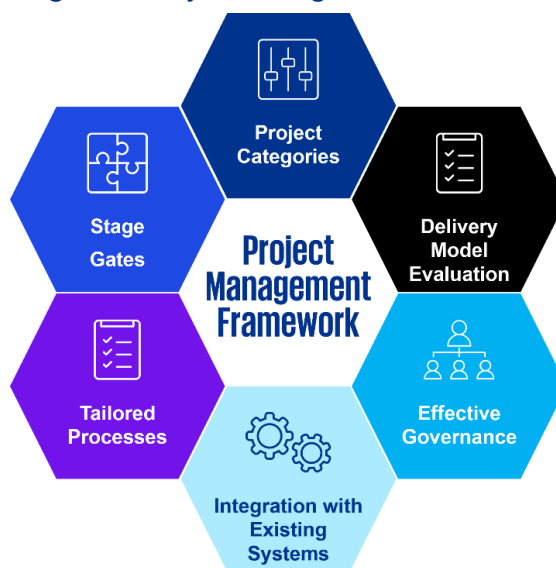 Project
Categories
Stage
Gates
Delivery
Model
Evaluation
Project
Management
Framework
Tailored
Processes
Effective
Governance
Integration with
Existing
Systems